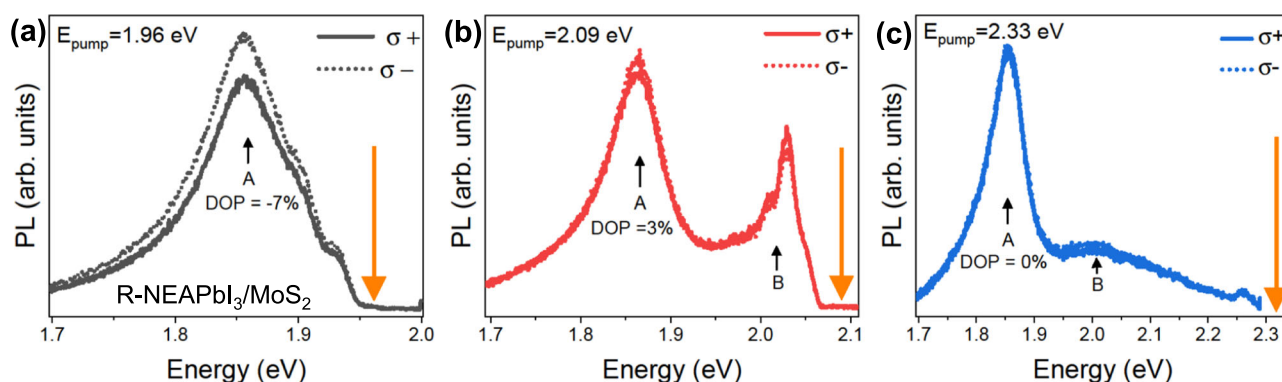 (a)
E_pump=1.96 eV
σ +
σ −
A
DOP = -7%
R-NEAPbI₃/MoS₂
PL (arb. units)
1.7
1.8
1.9
2.0
Energy (eV)
(b)
E_pump=2.09 eV
σ+
σ-
A
DOP =3%
B
PL (arb. units)
1.7
1.8
1.9
2.0
2.1
Energy (eV)
(c)
E_pump=2.33 eV
σ+
σ-
A
DOP = 0%
B
PL (arb. units)
1.7
1.8
1.9
2.0
2.1
2.2
2.3
Energy (eV)